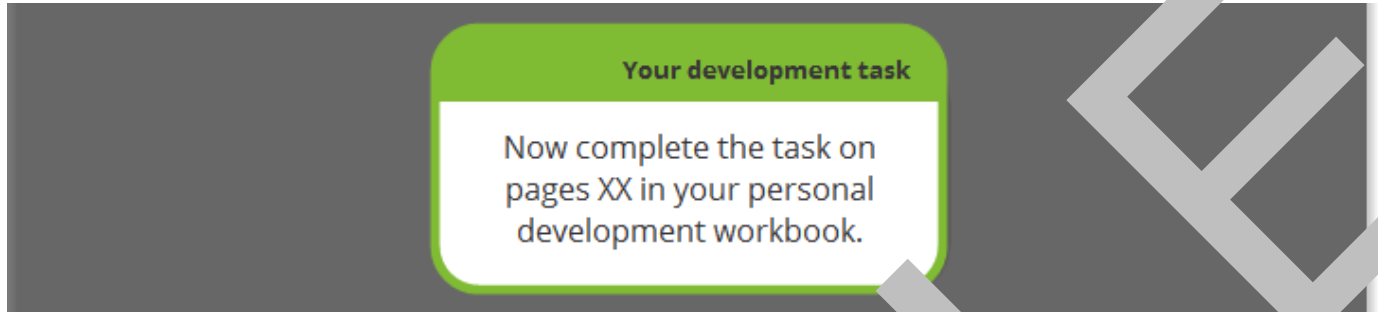 Your development task
Now complete the task on
pages XX in your personal
development workbook.